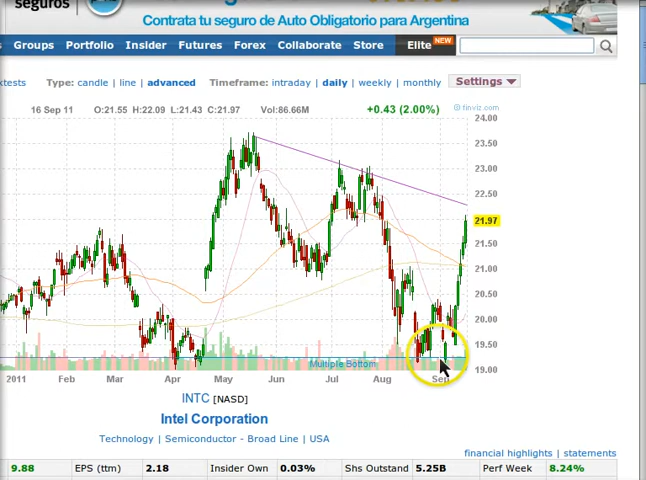 seguros
Contrata tu seguro de Auto Obligatorio para Argentina
Groups Portfolio Insider Futures Forex Collaborate Store Elite NEW
Type: candle | line | advanced Timeframe: intraday | daily | weekly | monthly Settings
16 Sep 11 O:21.55 H:22.09 L:21.43 C:21.97 Vol:86.66M +0.43 (2.00%) © finviz.com
24.00
23.50
23.00
22.50
21.97
21.50
21.00
20.50
20.00
19.50
Multiple Bottom
19.00
2011 Feb Mar Apr May Jun Jul Aug Sep
INTC [NASD]
Intel Corporation
Technology | Semiconductor - Broad Line | USA
financial highlights | statements
9.88 EPS (ttm) 2.18 Insider Own 0.03% Shs Outstand 5.25B Perf Week 8.24%